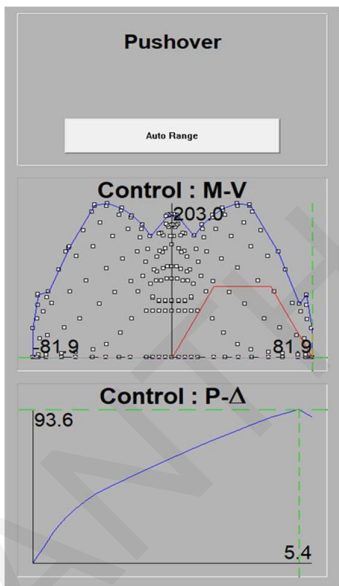 Pushover
Auto Range
Control : M-V
203.0
-81.9
81.9
Control : P-Δ
93.6
5.4